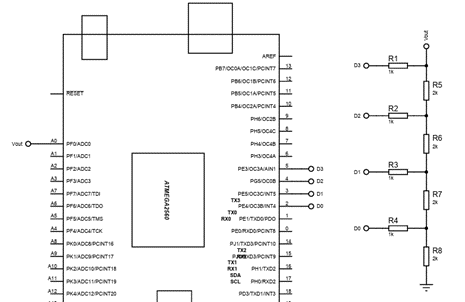 AREF
PB7/OC0A/OC1C/PCINT7 13
PB6/OC1B/PCINT6 12
PB5/OC1A/PCINT5 11
PB4/OC2A/PCINT4 10
PH6/OC2B 9
PH5/OC4C 8
PH4/OC4B 7
PH3/OC4A 6
PE3/OC3A/AIN1 5 D3
PG5/OC0B 4 D2
PE5/OC3C/INT5 3 D1
PE4/OC3B/INT4 2 D0
TX3
TX0 PE1/TXD0/PDO 1
RX0 PE0/RXD0/PCINT8 0
TX2
PJ1/TXD3/PCINT10 14
PJ0/RXD3/PCINT9 15
TX1 PH1/TXD2 16
RX1
SDA PH0/RXD2 17
SCL
PD3/TXD1/INT3 18
RESET
Vout A0 PF0/ADC0
A1 PF1/ADC1
A2 PF2/ADC2
A3 PF3/ADC3
A4 PF4/ADC4/TCK
A5 PF5/ADC5/TMS
A6 PF6/ADC6/TDO
A7 PF7/ADC7/TDI
A8 PK0/ADC8/PCINT16
A9 PK1/ADC9/PCINT17
A10 PK2/ADC10/PCINT18
A11 PK3/ADC11/PCINT19
A12 PK4/ADC12/PCINT20
ATMEGA2560
Vout
D3 R1
1k
R5
2k
D2 R2
1k
R6
2k
D1 R3
1k
R7
2k
D0 R4
1k
R8
2k